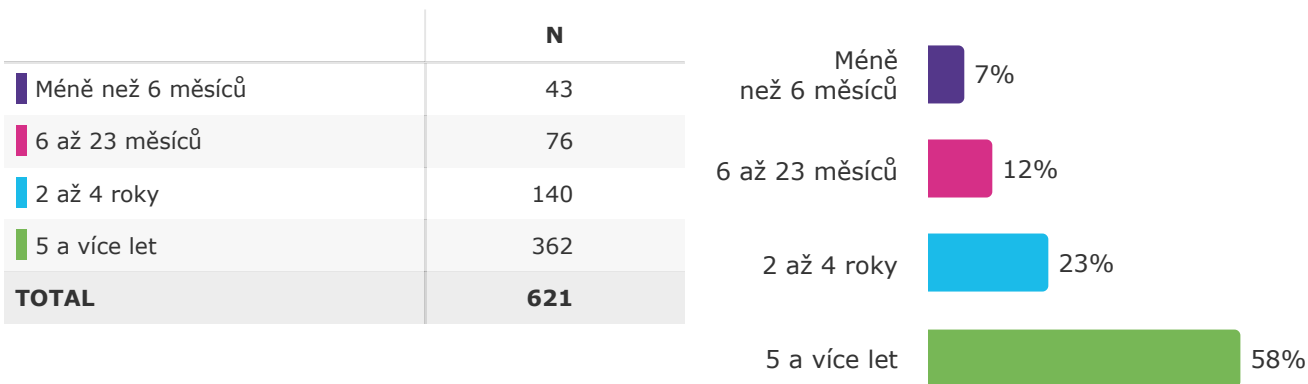 N
Méně než 6 měsíců 43
6 až 23 měsíců 76
2 až 4 roky 140
5 a více let 362
TOTAL 621
Méně
než 6 měsíců 7%
6 až 23 měsíců 12%
2 až 4 roky 23%
5 a více let 58%